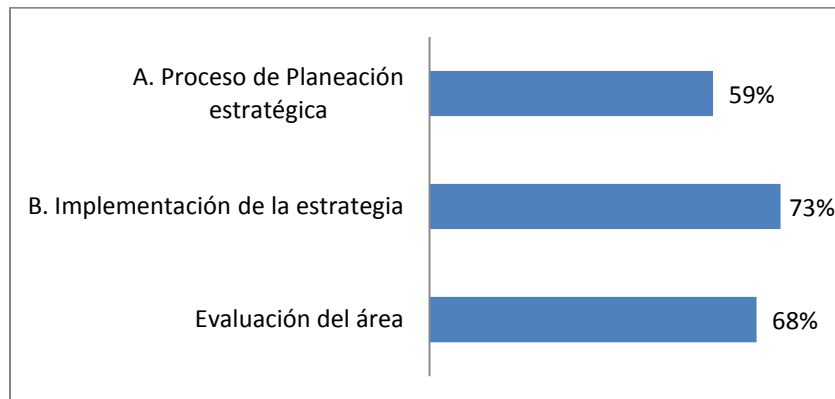 A. Proceso de Planeación
estratégica
59%
B. Implementación de la estrategia
73%
Evaluación del área
68%